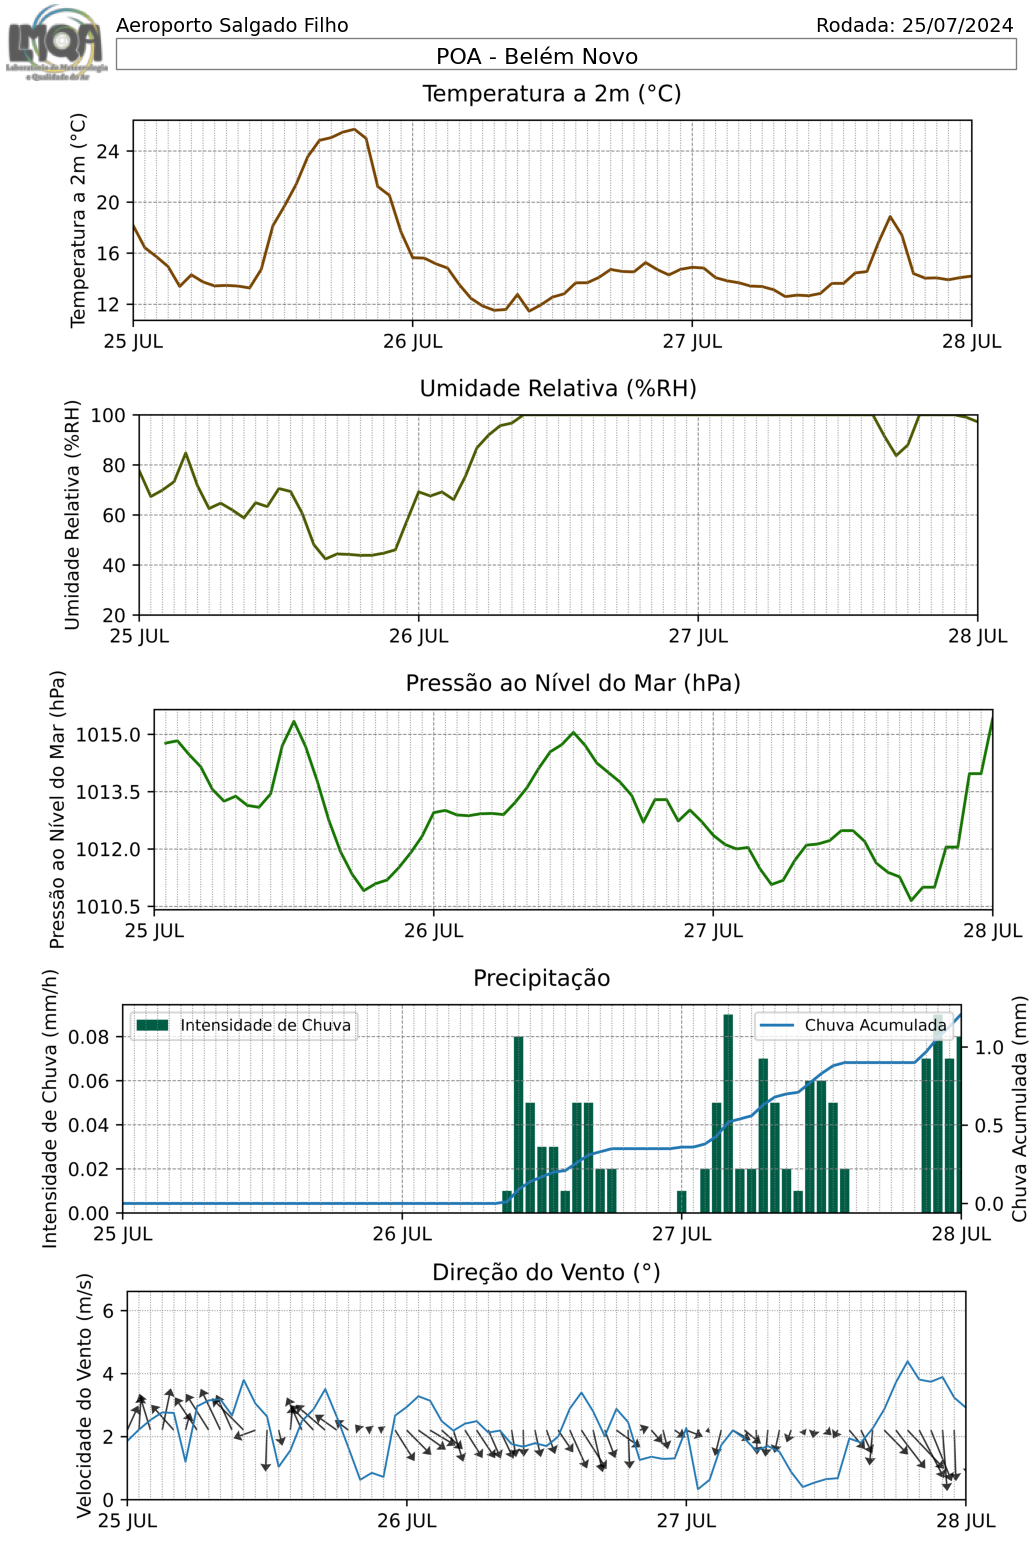 LMQA
Laboratório de Meteorologia
e Qualidade do Ar
Aeroporto Salgado Filho
Rodada: 25/07/2024
POA - Belém Novo
Temperatura a 2m (°C)
Temperatura a 2m (°C)
24
20
16
12
25 JUL
26 JUL
27 JUL
28 JUL
Umidade Relativa (%RH)
Umidade Relativa (%RH)
100
80
60
40
20
25 JUL
26 JUL
27 JUL
28 JUL
Pressão ao Nível do Mar (hPa)
Pressão ao Nível do Mar (hPa)
1015.0
1013.5
1012.0
1010.5
25 JUL
26 JUL
27 JUL
28 JUL
Precipitação
Intensidade de Chuva (mm/h)
Intensidade de Chuva
Chuva Acumulada
0.08
0.06
0.04
0.02
0.00
1.0
0.5
0.0
Chuva Acumulada (mm)
25 JUL
26 JUL
27 JUL
28 JUL
Direção do Vento (°)
Velocidade do Vento (m/s)
6
4
2
0
25 JUL
26 JUL
27 JUL
28 JUL